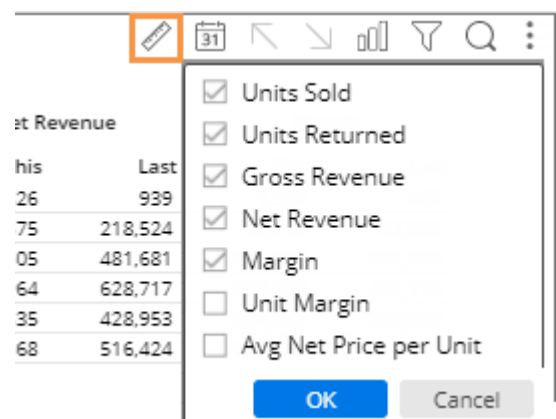 31
et Revenue
his Last
26 939
75 218,524
05 481,681
64 628,717
35 428,953
68 516,424
Units Sold
Units Returned
Gross Revenue
Net Revenue
Margin
Unit Margin
Avg Net Price per Unit
OK Cancel